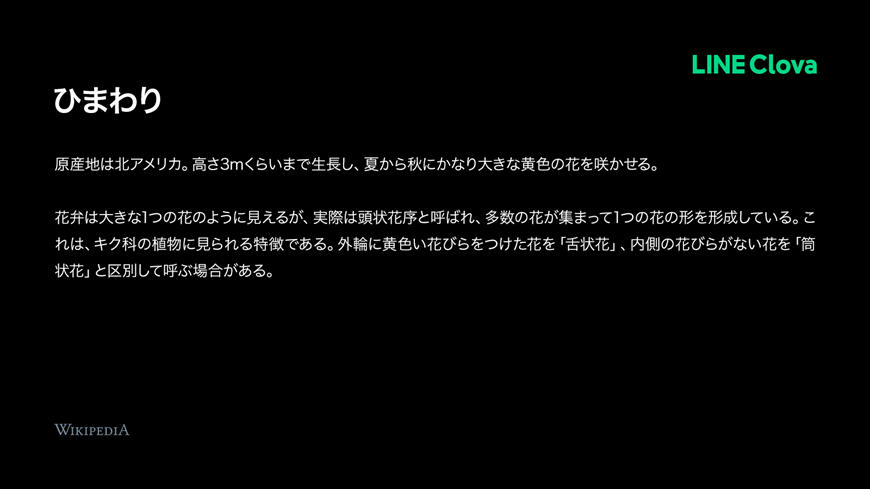 LINE Clova
ひまわり
原産地は北アメリカ。高さ3mくらいまで生長し、夏から秋にかなり大きな黄色の花を咲かせる。
花弁は大きな1つの花のように見えるが、実際は頭状花序と呼ばれ、多数の花が集まって1つの花の形を形成している。こ
れは、キク科の植物に見られる特徴である。外輪に黄色い花びらをつけた花を「舌状花」、内側の花びらがない花を「筒
状花」と区別して呼ぶ場合がある。
WIKIPEDIA